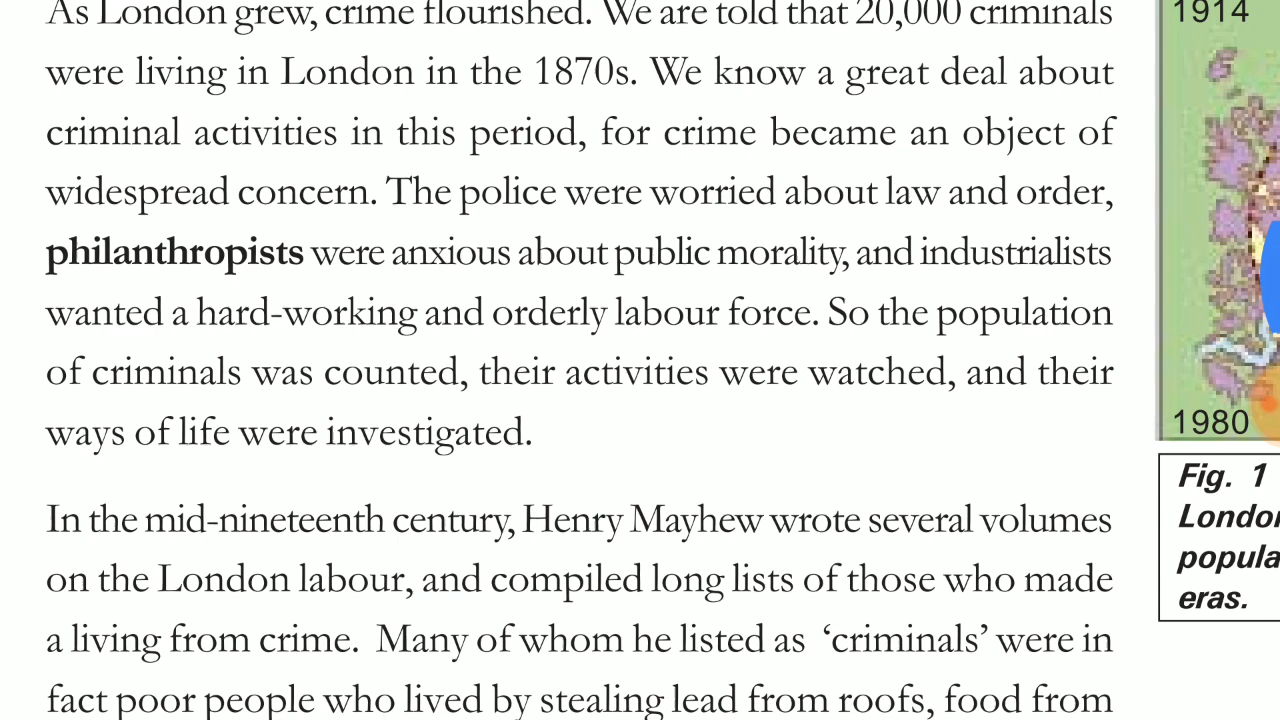 As London grew, crime flourished. We are told that 20,000 criminals
were living in London in the 1870s. We know a great deal about
criminal activities in this period, for crime became an object of
widespread concern. The police were worried about law and order,
philanthropists were anxious about public morality, and industrialists
wanted a hard-working and orderly labour force. So the population
of criminals was counted, their activities were watched, and their
ways of life were investigated.
In the mid-nineteenth century, Henry Mayhew wrote several volumes
on the London labour, and compiled long lists of those who made
a living from crime. Many of whom he listed as ‘criminals’ were in
fact poor people who lived by stealing lead from roofs, food from
1914
1980
Fig. 1
eras.